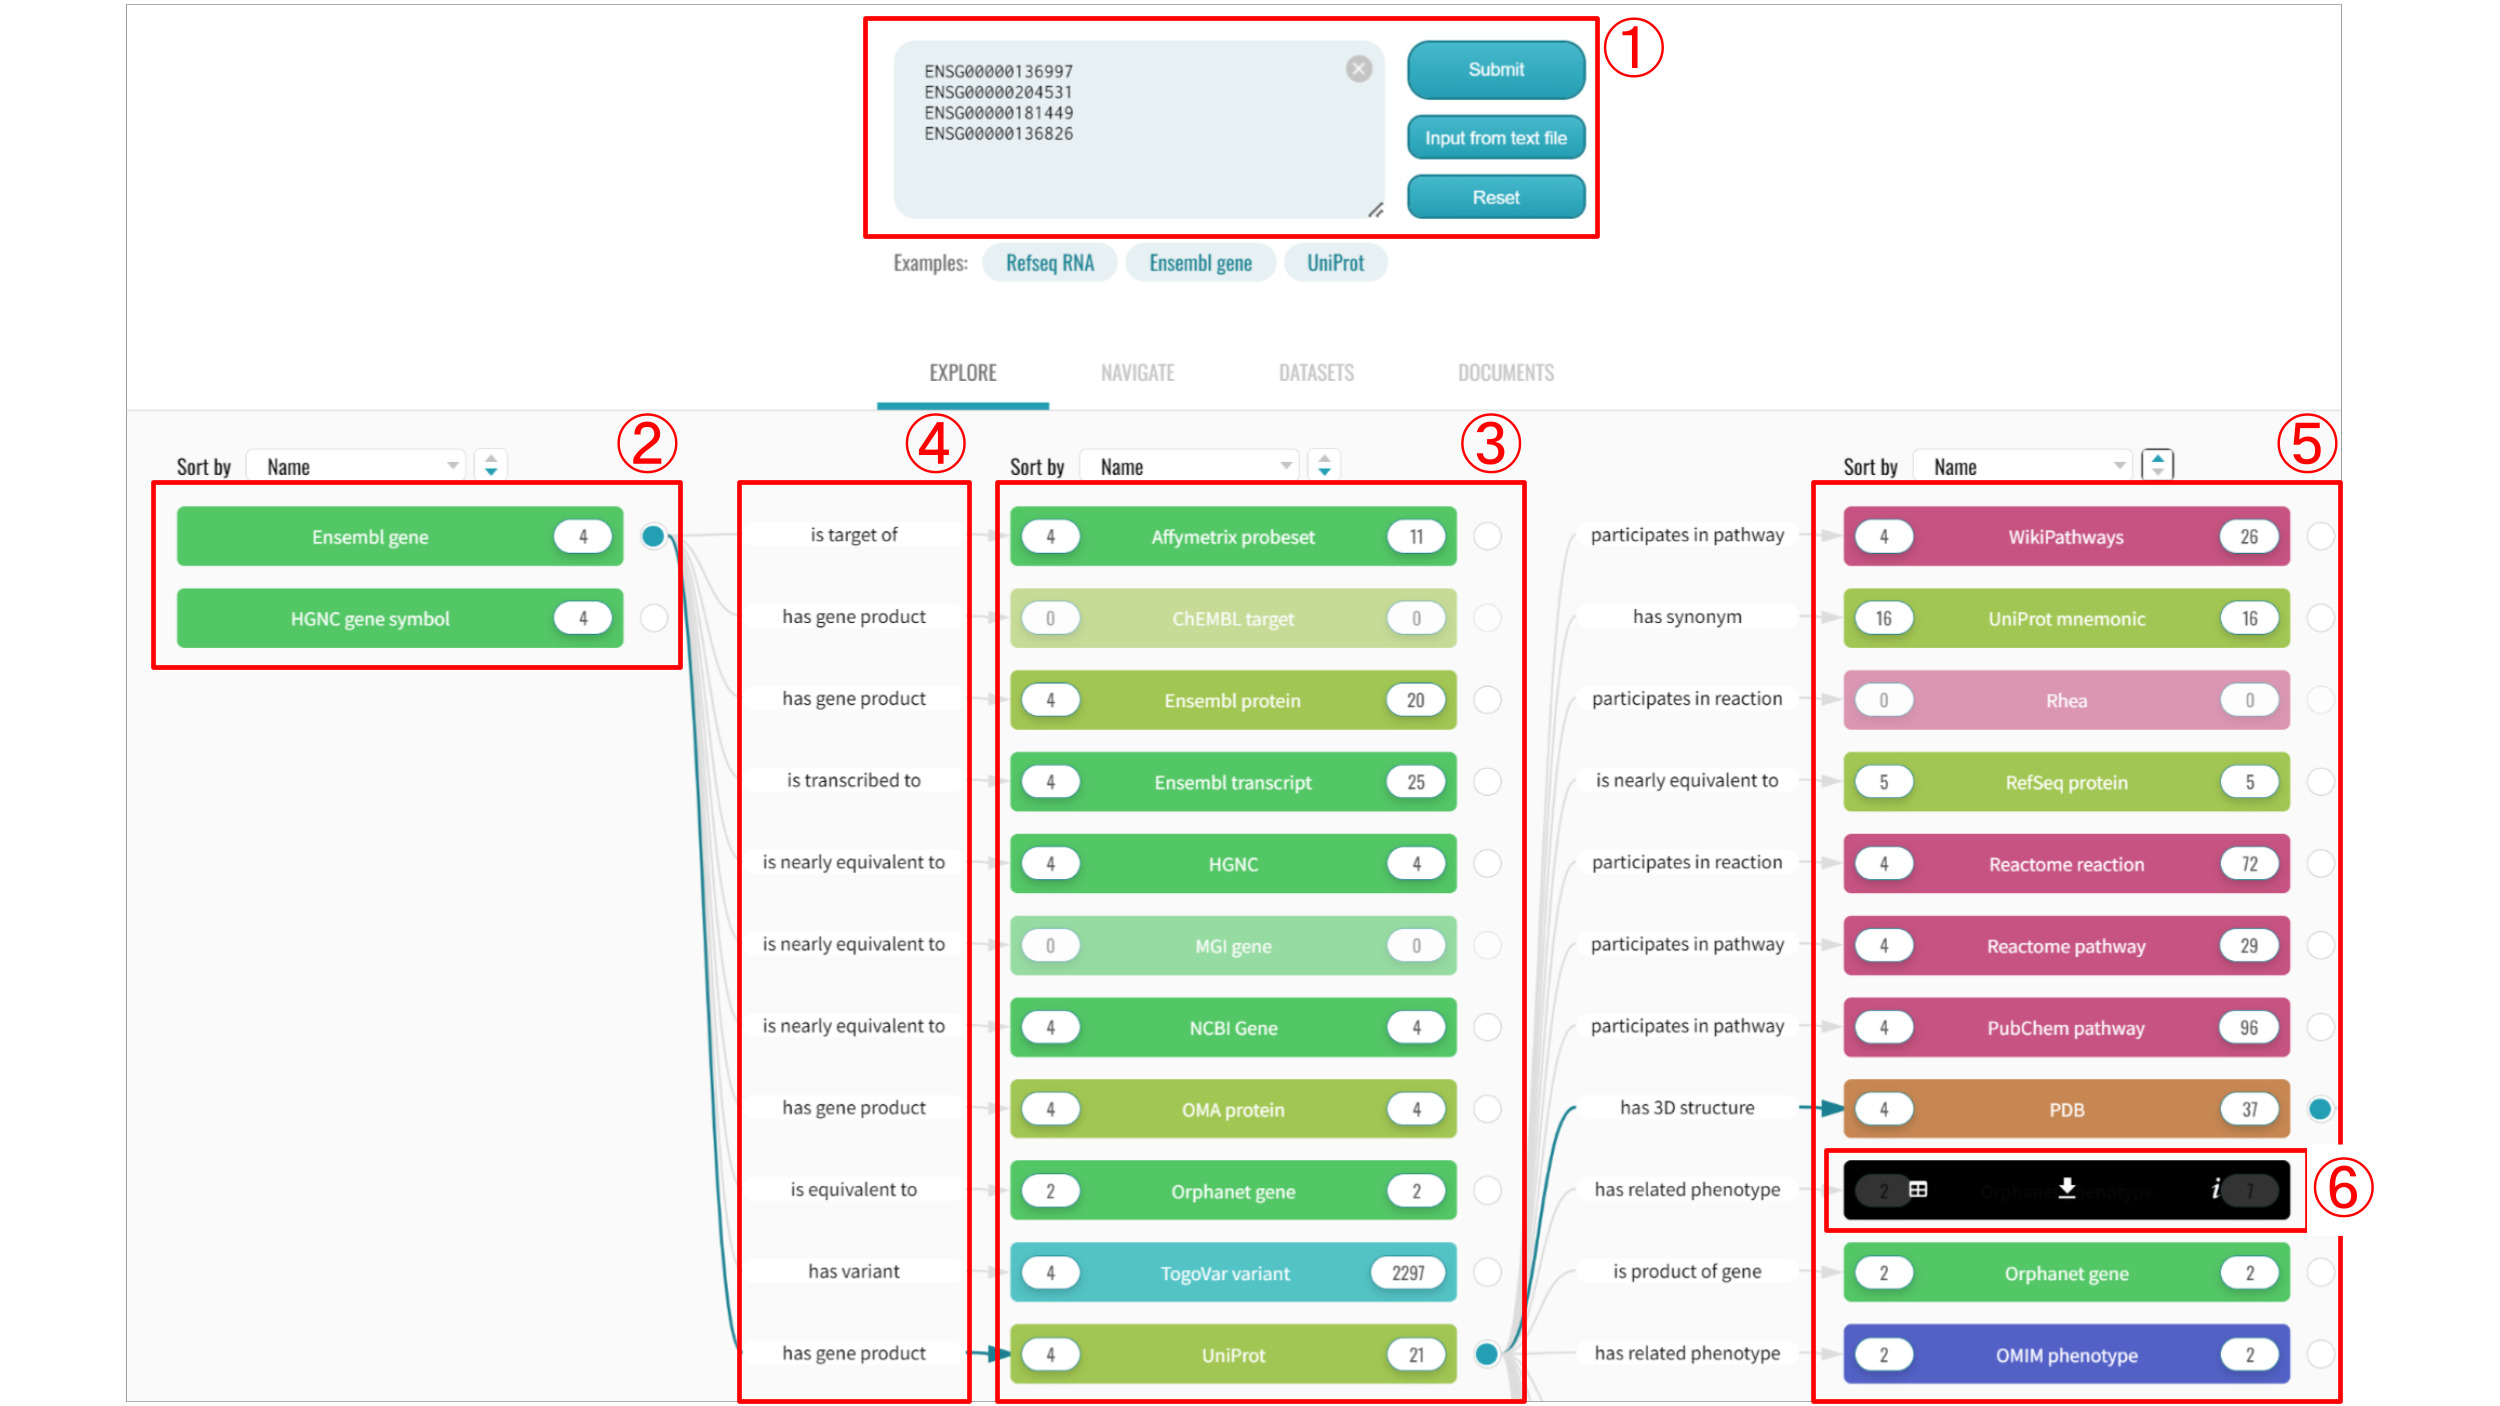 ENSG00000136997
ENSG00000204531
ENSG00000181449
ENSG00000136826
Submit
Input from text file
Reset
①
Examples: Refseq RNA Ensembl gene UniProt
EXPLORE NAVIGATE DATASETS DOCUMENTS
② ④ ③ ⑤
Sort by Name Sort by Name Sort by Name
Ensembl gene 4 is target of 4 Affymetrix probeset 11 participates in pathway 4 WikiPathways 26
HGNC gene symbol 4 has gene product 0 ChEMBL target 0 has synonym 16 UniProt mnemonic 16
has gene product 4 Ensembl protein 20 participates in reaction 0 Rhea 0
is transcribed to 4 Ensembl transcript 25 is nearly equivalent to 5 RefSeq protein 5
is nearly equivalent to 4 HGNC 4 participates in reaction 4 Reactome reaction 72
is nearly equivalent to 0 MGI gene 0 participates in pathway 4 Reactome pathway 29
is nearly equivalent to 4 NCBI Gene 4 participates in pathway 4 PubChem pathway 96
has gene product 4 OMA protein 4 has 3D structure 4 PDB 37
is equivalent to 2 Orphanet gene 2 has related phenotype 2 Orphanet phenotype i 7 ⑥
has variant 4 TogoVar variant 2297 is product of gene 2 Orphanet gene 2
has gene product 4 UniProt 21 has related phenotype 2 OMIM phenotype 2